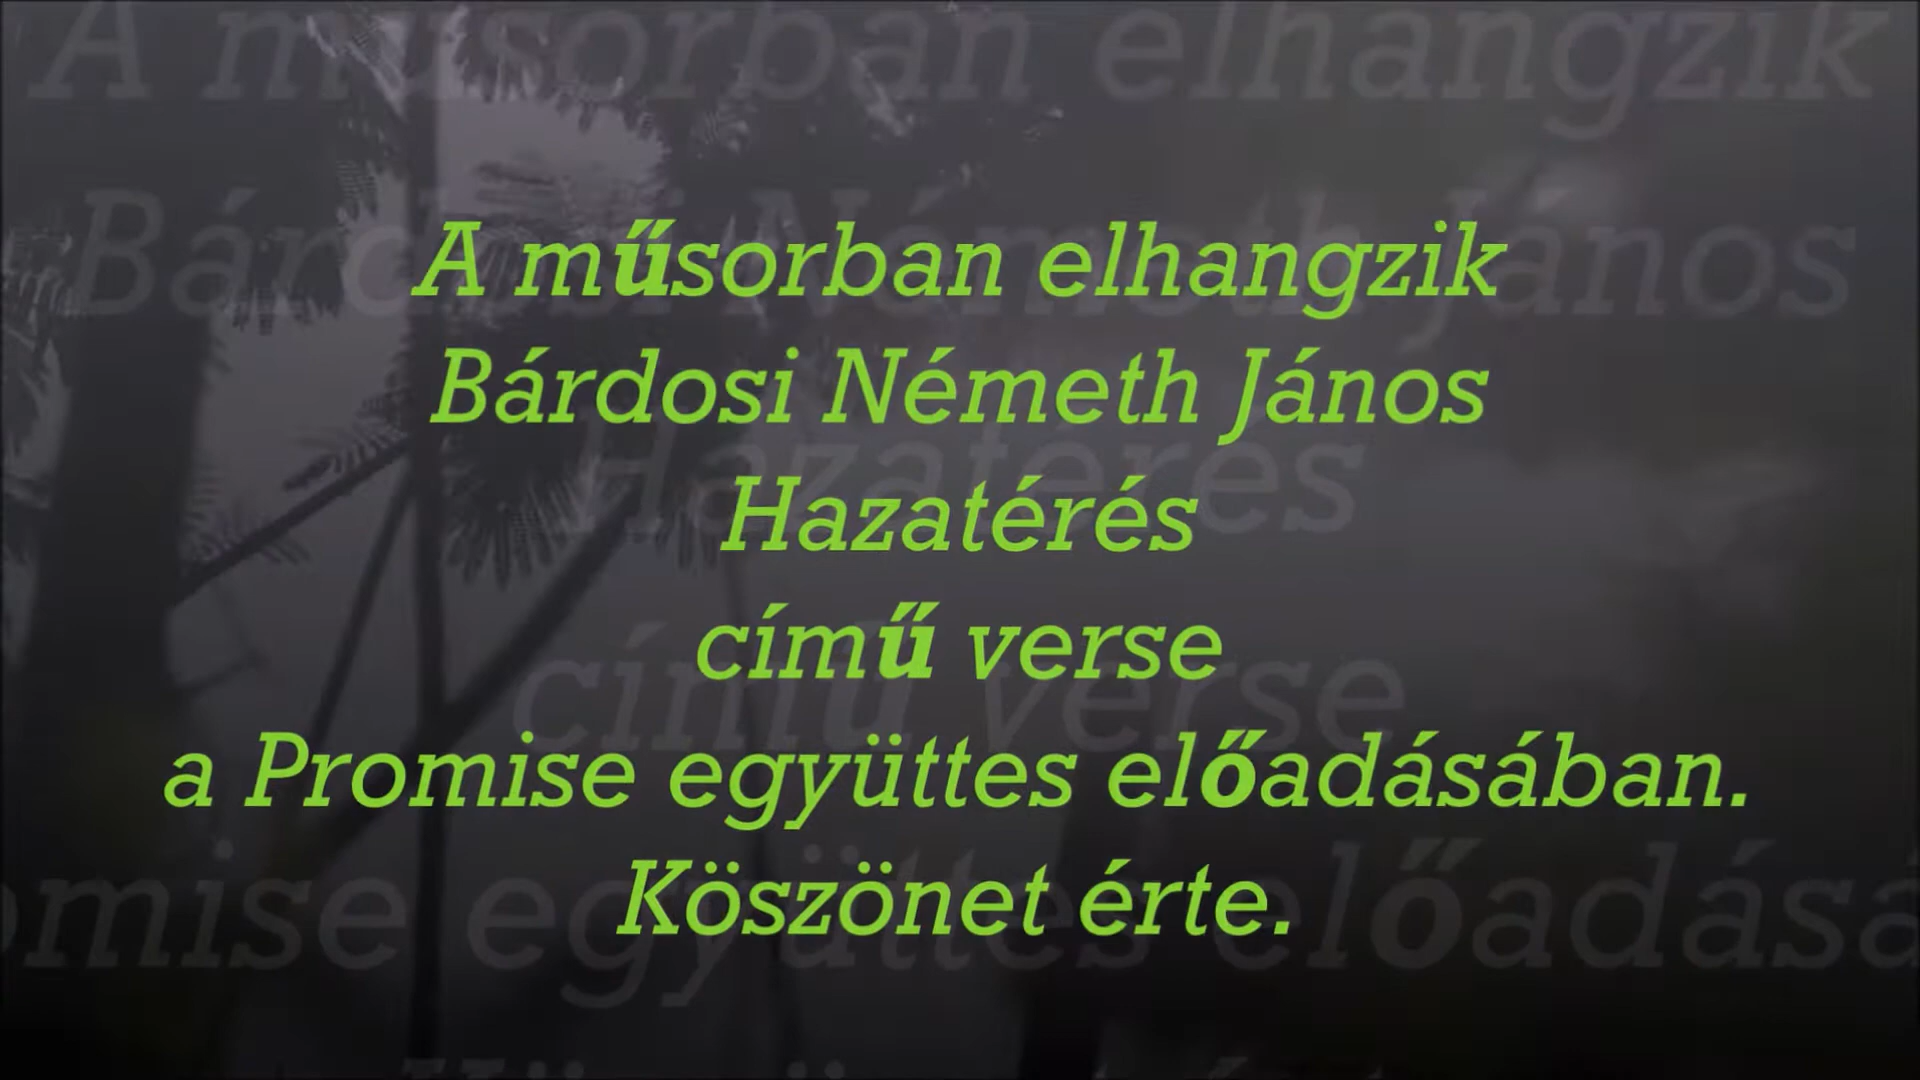 A műsorban elhangzik
Bárdosi Németh János
Hazatérés
című verse
a Promise együttes előadásában.
Köszönet érte.